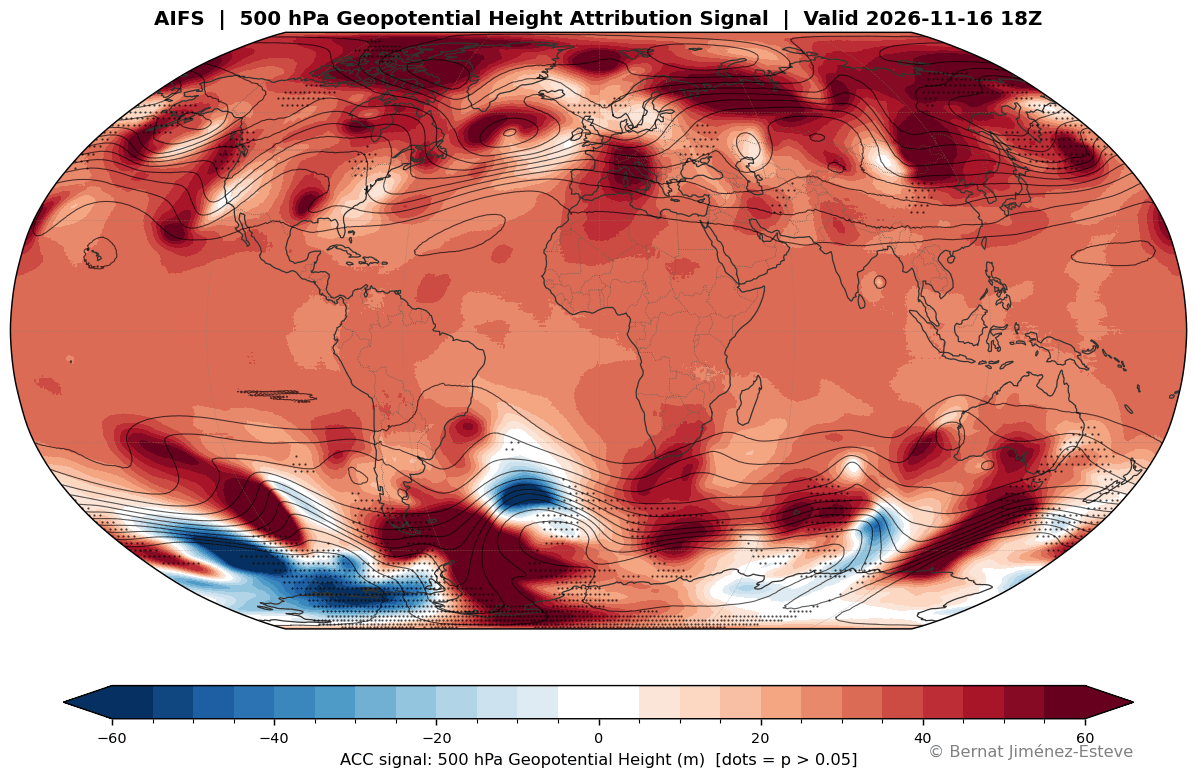 AIFS | 500 hPa Geopotential Height Attribution Signal | Valid 2026-11-16 18Z
−60 −40 −20 0 20 40 60
ACC signal: 500 hPa Geopotential Height (m) [dots = p > 0.05]
© Bernat Jiménez-Esteve